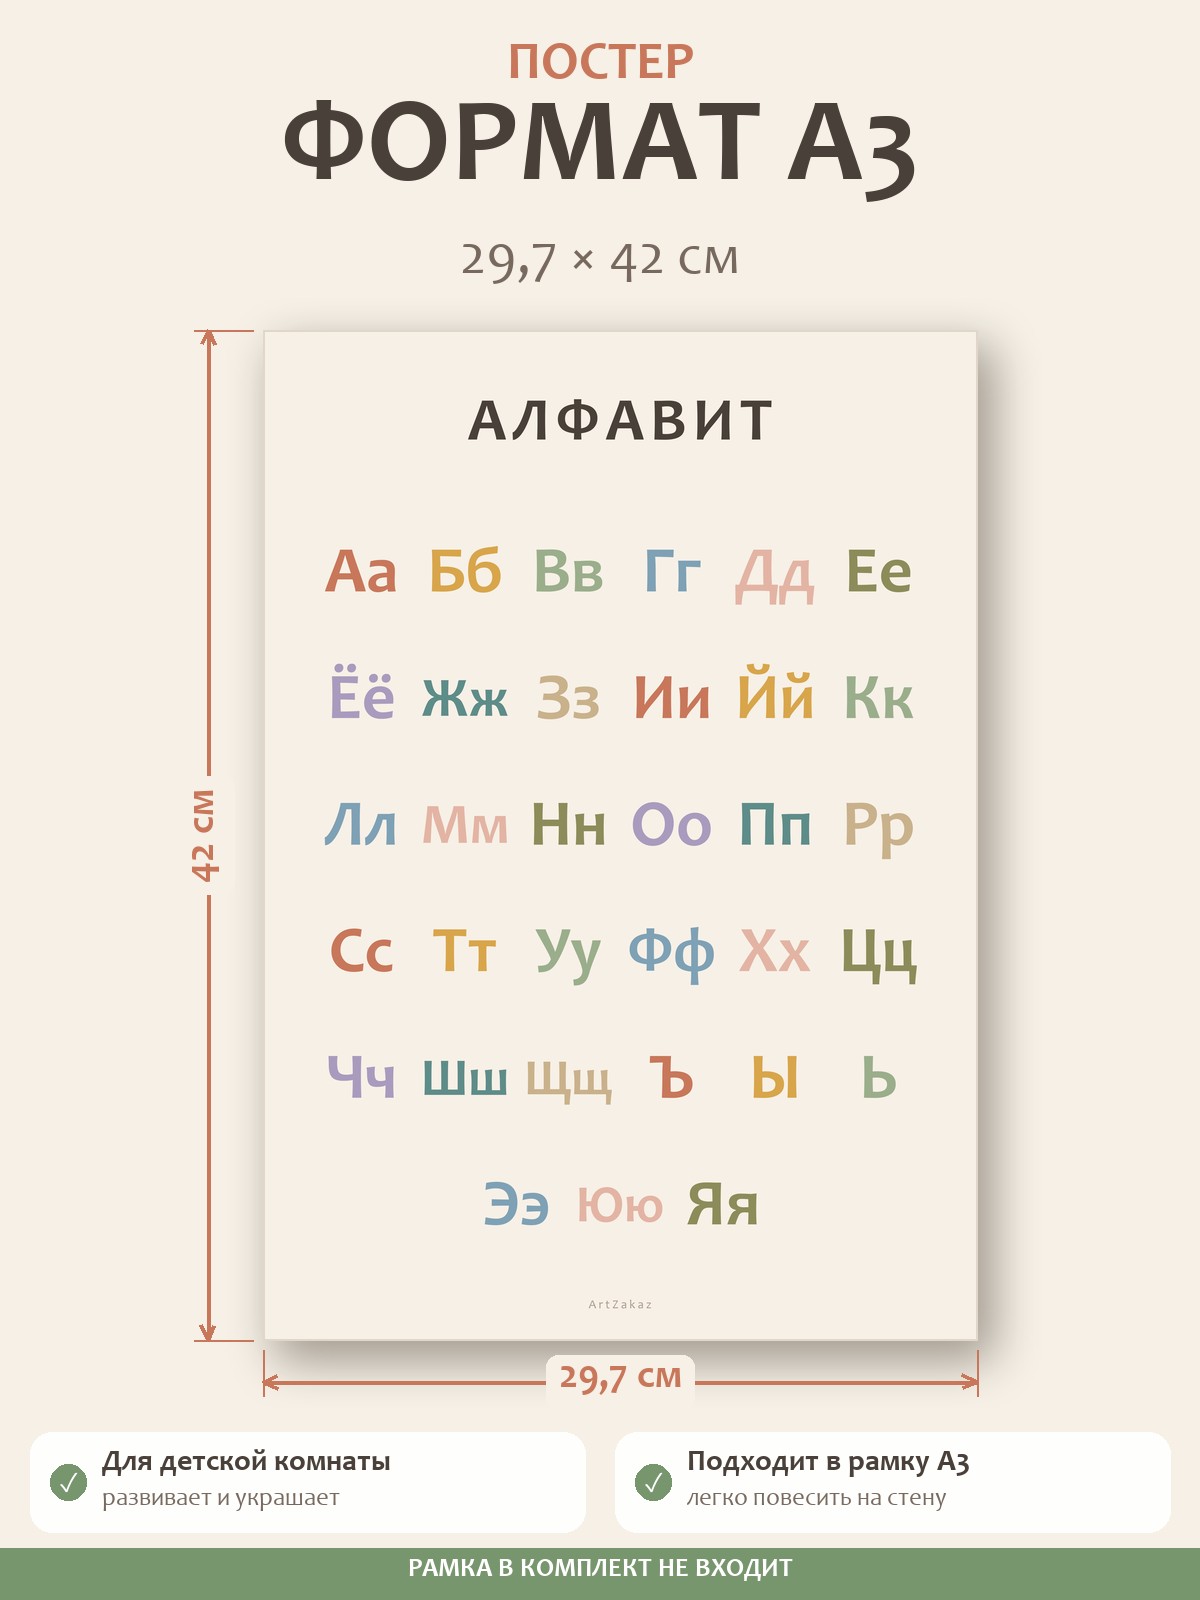 ПОСТЕР
ФОРМАТ А3
29,7 × 42 см
АЛФАВИТ
Аа Бб Вв Гг Дд Ее
Ёё Жж Зз Ии Йй Кк
Лл Мм Нн Оо Пп Рр
Сс Тт Уу Фф Хх Цц
Чч Шш Щщ Ъ Ы Ь
Ээ Юю Яя
ArtZakaz
42 см
29,7 см
Для детской комнаты
развивает и украшает
Подходит в рамку А3
легко повесить на стену
РАМКА В КОМПЛЕКТ НЕ ВХОДИТ